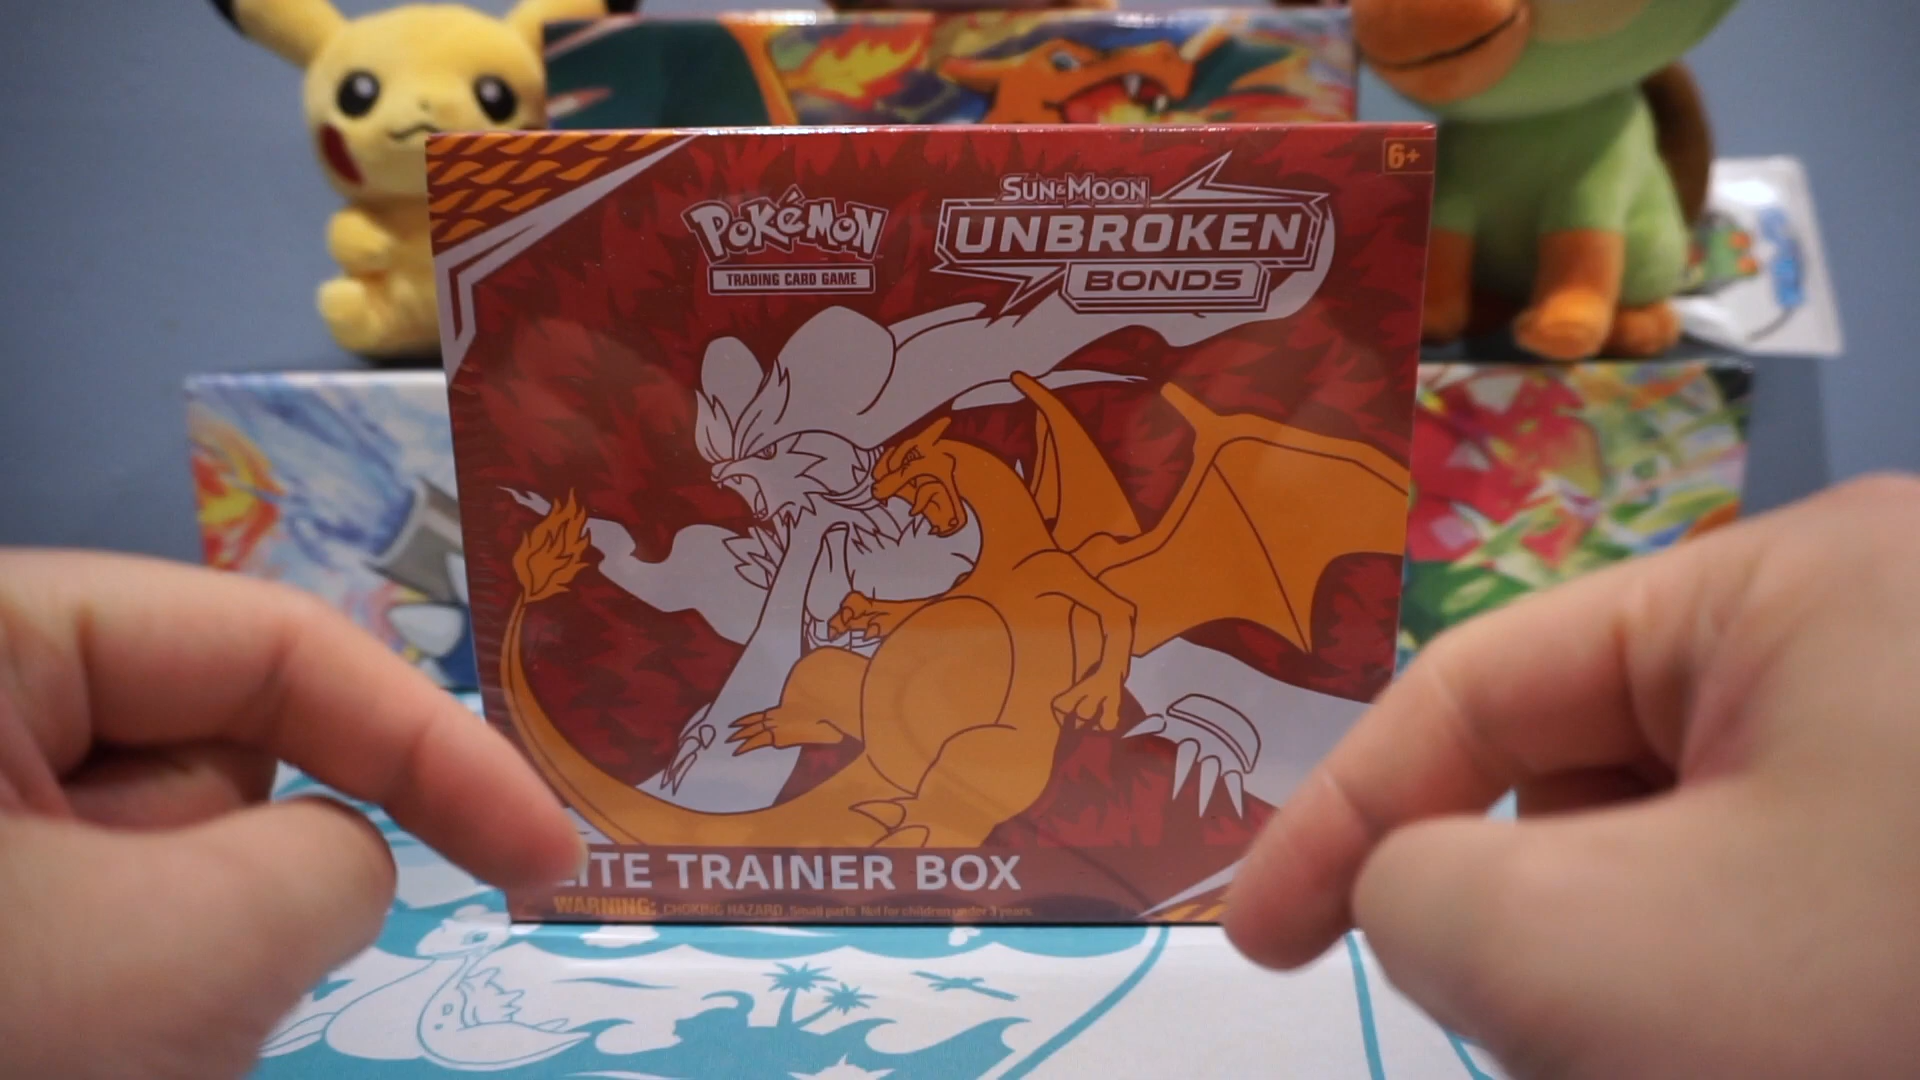 6+
SUN & MOON
POKéMON
UNBROKEN
TRADING CARD GAME
BONDS
ITE TRAINER BOX
WARNING: CHOKING HAZARD. Small parts. Not for children under 3 years.